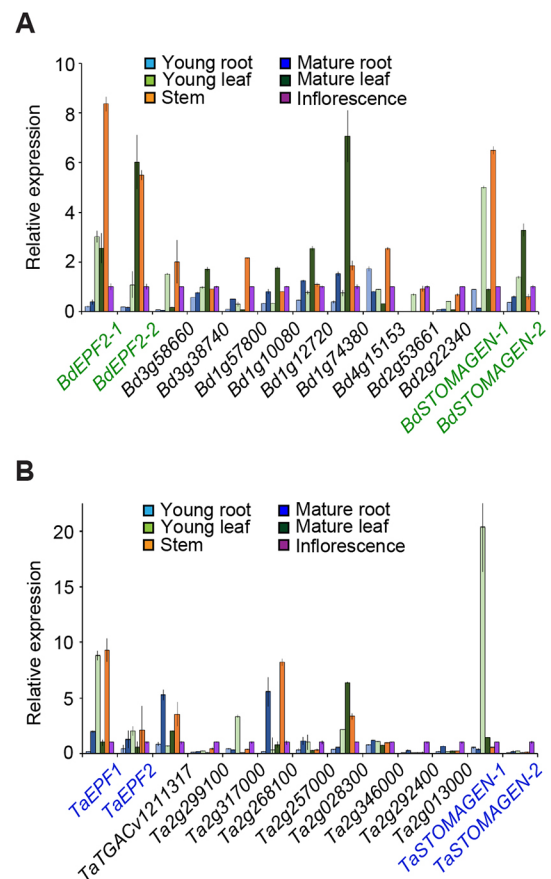 A
10
8
6
4
2
0
Relative expression
Young root
Mature root
Young leaf
Mature leaf
Stem
Inflorescence
BdEPF2-1
BdEPF2-2
Bd3g58660
Bd3g38740
Bd1g57800
Bd1g10080
Bd1g12720
Bd1g74380
Bd4g15153
Bd2g53661
Bd2g22340
BdSTOMAGEN-1
BdSTOMAGEN-2
B
20
15
10
5
0
Relative expression
Young root
Mature root
Young leaf
Mature leaf
Stem
Inflorescence
TaEPF1
TaEPF2
TaTGACv1211317
Ta2g299100
Ta2g317000
Ta2g268100
Ta2g257000
Ta2g028300
Ta2g346000
Ta2g292400
Ta2g013000
TaSTOMAGEN-1
TaSTOMAGEN-2